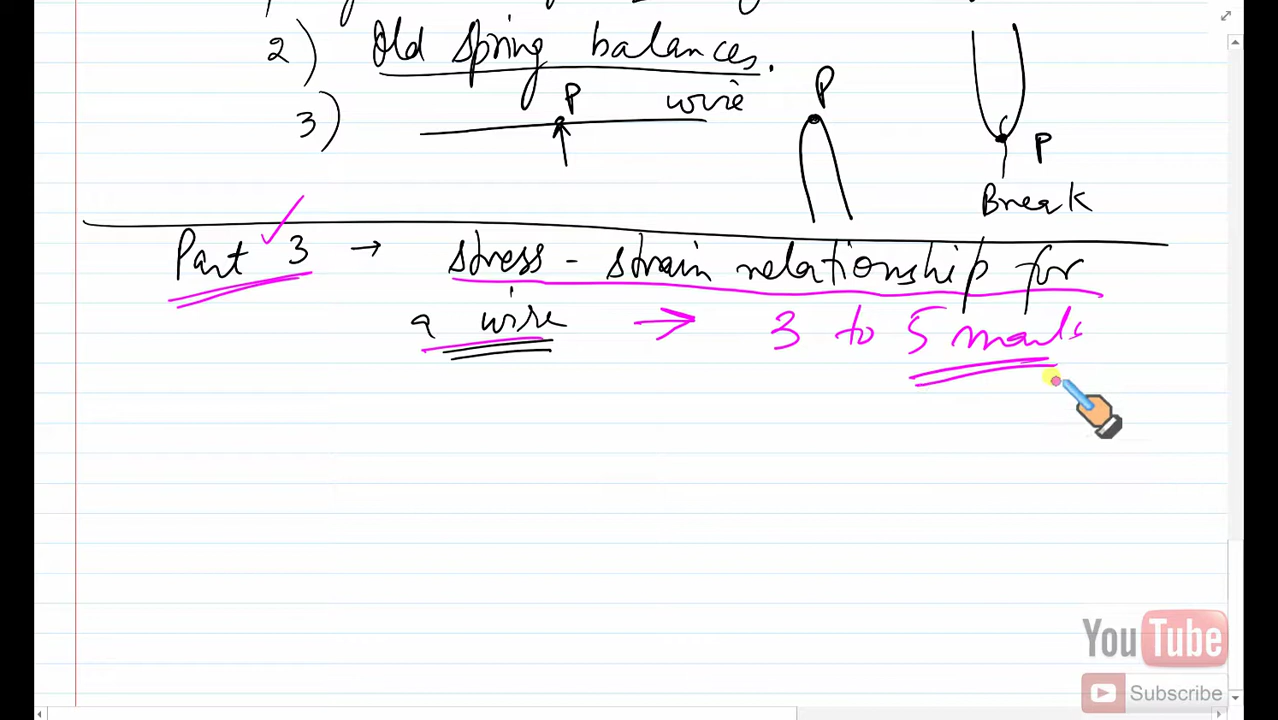 2) Old spring balances.
3) P wire P P
Break
Part 3 → stress - strain relationship for
a wire → 3 to 5 marks
YouTube
Subscribe